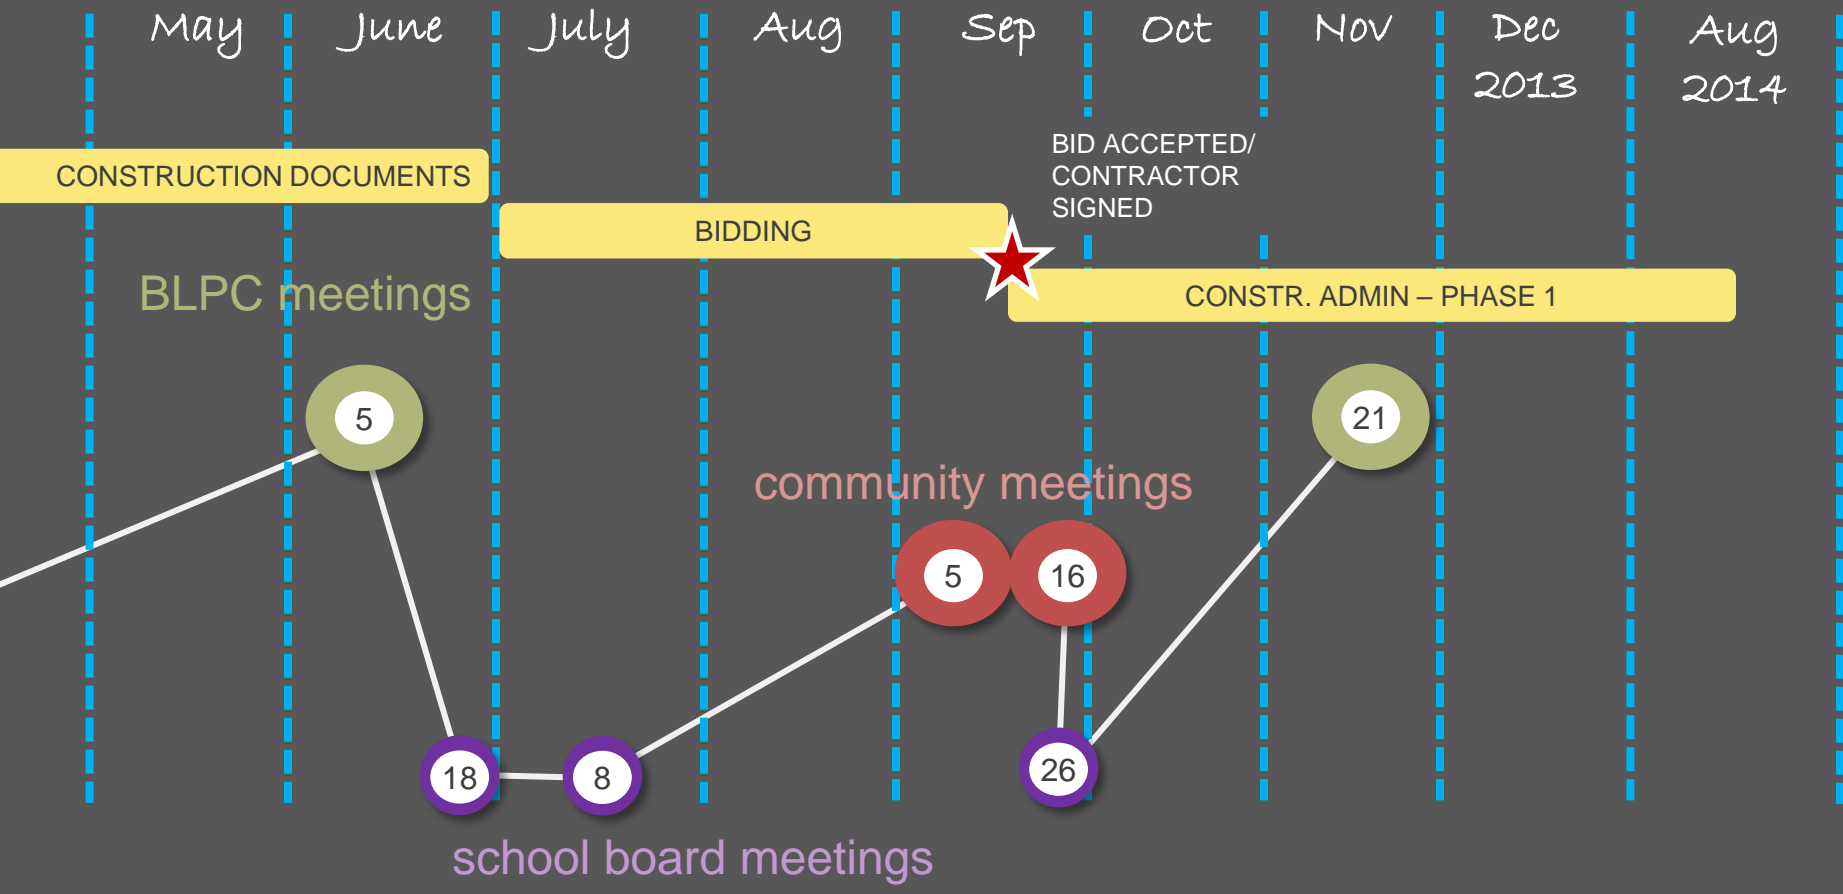 May June July Aug Sep Oct Nov Dec Aug
2013 2014
BID ACCEPTED/
CONTRACTOR
SIGNED
CONSTRUCTION DOCUMENTS
BIDDING
CONSTR. ADMIN – PHASE 1
BLPC meetings
5
21
community meetings
5 16
18 8 26
school board meetings